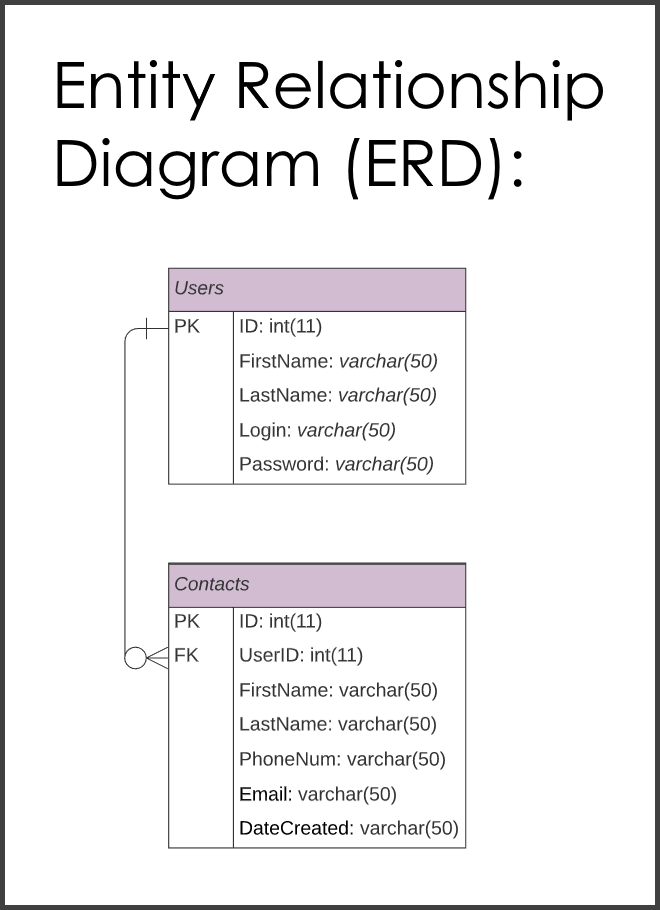 Entity Relationship
Diagram (ERD):
Users
PK ID: int(11)
FirstName: varchar(50)
LastName: varchar(50)
Login: varchar(50)
Password: varchar(50)
Contacts
PK ID: int(11)
FK UserID: int(11)
FirstName: varchar(50)
LastName: varchar(50)
PhoneNum: varchar(50)
Email: varchar(50)
DateCreated: varchar(50)